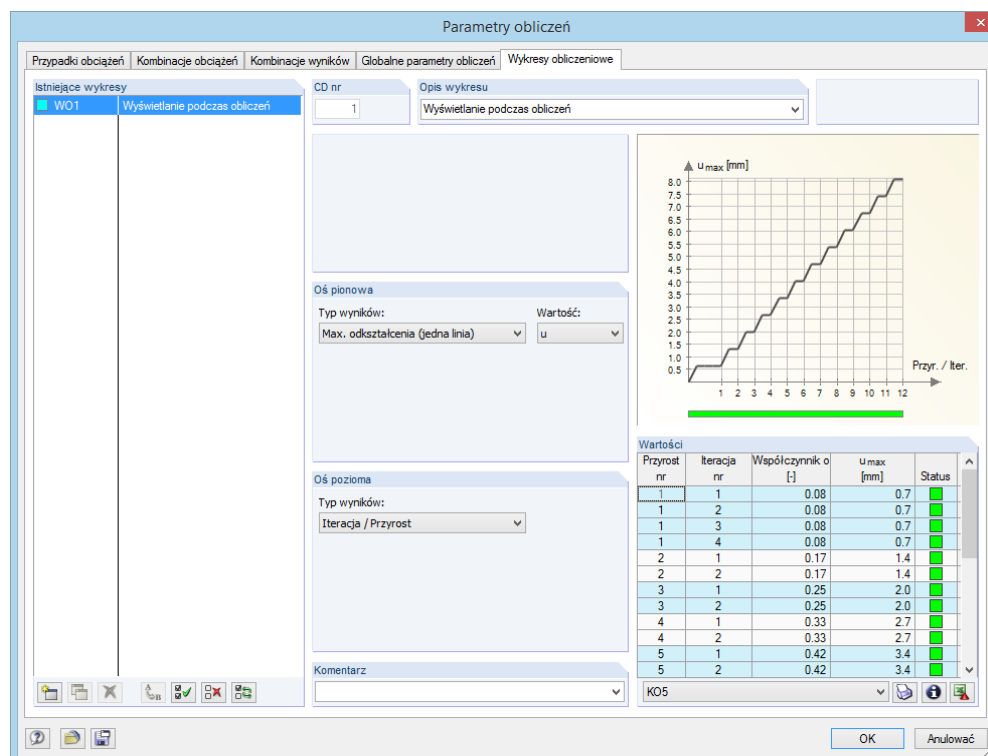 Parametry obliczeń
Przypadki obciążeń Kombinacje obciążeń Kombinacje wyników Globalne parametry obliczeń Wykresy obliczeniowe
Istniejące wykresy
WO1 Wyświetlanie podczas obliczeń
CD nr
1
Opis wykresu
Wyświetlanie podczas obliczeń
Oś pionowa
Typ wyników: Wartość:
Max. odkształcenia (jedna linia) u
Oś pozioma
Typ wyników:
Iteracja / Przyrost
Komentarz
u max [mm]
8.0
7.5
7.0
6.5
6.0
5.5
5.0
4.5
4.0
3.5
3.0
2.5
2.0
1.5
1.0
0.5
Przyr. / Iter.
1 2 3 4 5 6 7 8 9 10 11 12
Wartości
Przyrost Iteracja Współczynnik o u max
nr nr [-] [mm] Status
1 1 0.08 0.7
1 2 0.08 0.7
1 3 0.08 0.7
1 4 0.08 0.7
2 1 0.17 1.4
2 2 0.17 1.4
3 1 0.25 2.0
3 2 0.25 2.0
4 1 0.33 2.7
4 2 0.33 2.7
5 1 0.42 3.4
5 2 0.42 3.4
KO5
OK Anulować